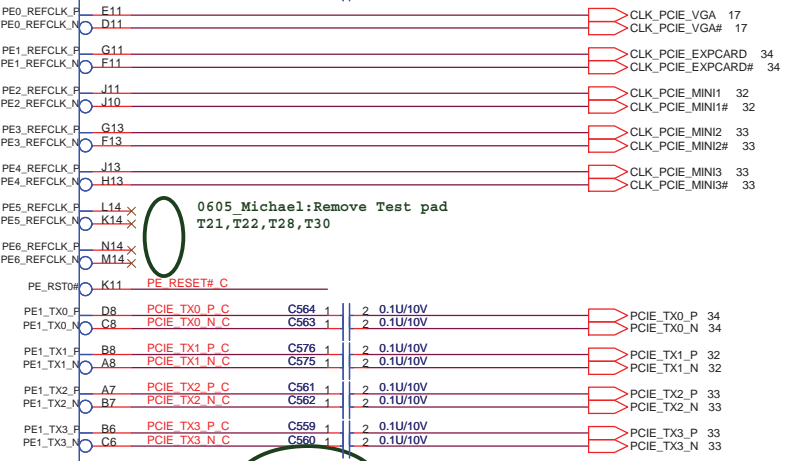 PE0_REFCLK_P E11 CLK_PCIE_VGA 17
PE0_REFCLK_N D11 CLK_PCIE_VGA# 17
PE1_REFCLK_P G11 CLK_PCIE_EXPCARD 34
PE1_REFCLK_N F11 CLK_PCIE_EXPCARD# 34
PE2_REFCLK_P J11 CLK_PCIE_MINI1 32
PE2_REFCLK_N J10 CLK_PCIE_MINI1# 32
PE3_REFCLK_P G13 CLK_PCIE_MINI2 33
PE3_REFCLK_N F13 CLK_PCIE_MINI2# 33
PE4_REFCLK_P J13 CLK_PCIE_MINI3 33
PE4_REFCLK_N H13 CLK_PCIE_MINI3# 33
PE5_REFCLK_P L14 0605_Michael:Remove Test pad
PE5_REFCLK_N K14 T21,T22,T28,T30
PE6_REFCLK_P N14
PE6_REFCLK_N M14
PE_RST0# K11 PE_RESET#_C
PE1_TX0_P D8 PCIE_TX0_P_C C564 1 2 0.1U/10V PCIE_TX0_P 34
PE1_TX0_N C8 PCIE_TX0_N_C C563 1 2 0.1U/10V PCIE_TX0_N 34
PE1_TX1_P B8 PCIE_TX1_P_C C576 1 2 0.1U/10V PCIE_TX1_P 32
PE1_TX1_N A8 PCIE_TX1_N_C C575 1 2 0.1U/10V PCIE_TX1_N 32
PE1_TX2_P A7 PCIE_TX2_P_C C561 1 2 0.1U/10V PCIE_TX2_P 33
PE1_TX2_N B7 PCIE_TX2_N_C C562 1 2 0.1U/10V PCIE_TX2_N 33
PE1_TX3_P B6 PCIE_TX3_P_C C559 1 2 0.1U/10V PCIE_TX3_P 33
PE1_TX3_N C6 PCIE_TX3_N_C C560 1 2 0.1U/10V PCIE_TX3_N 33